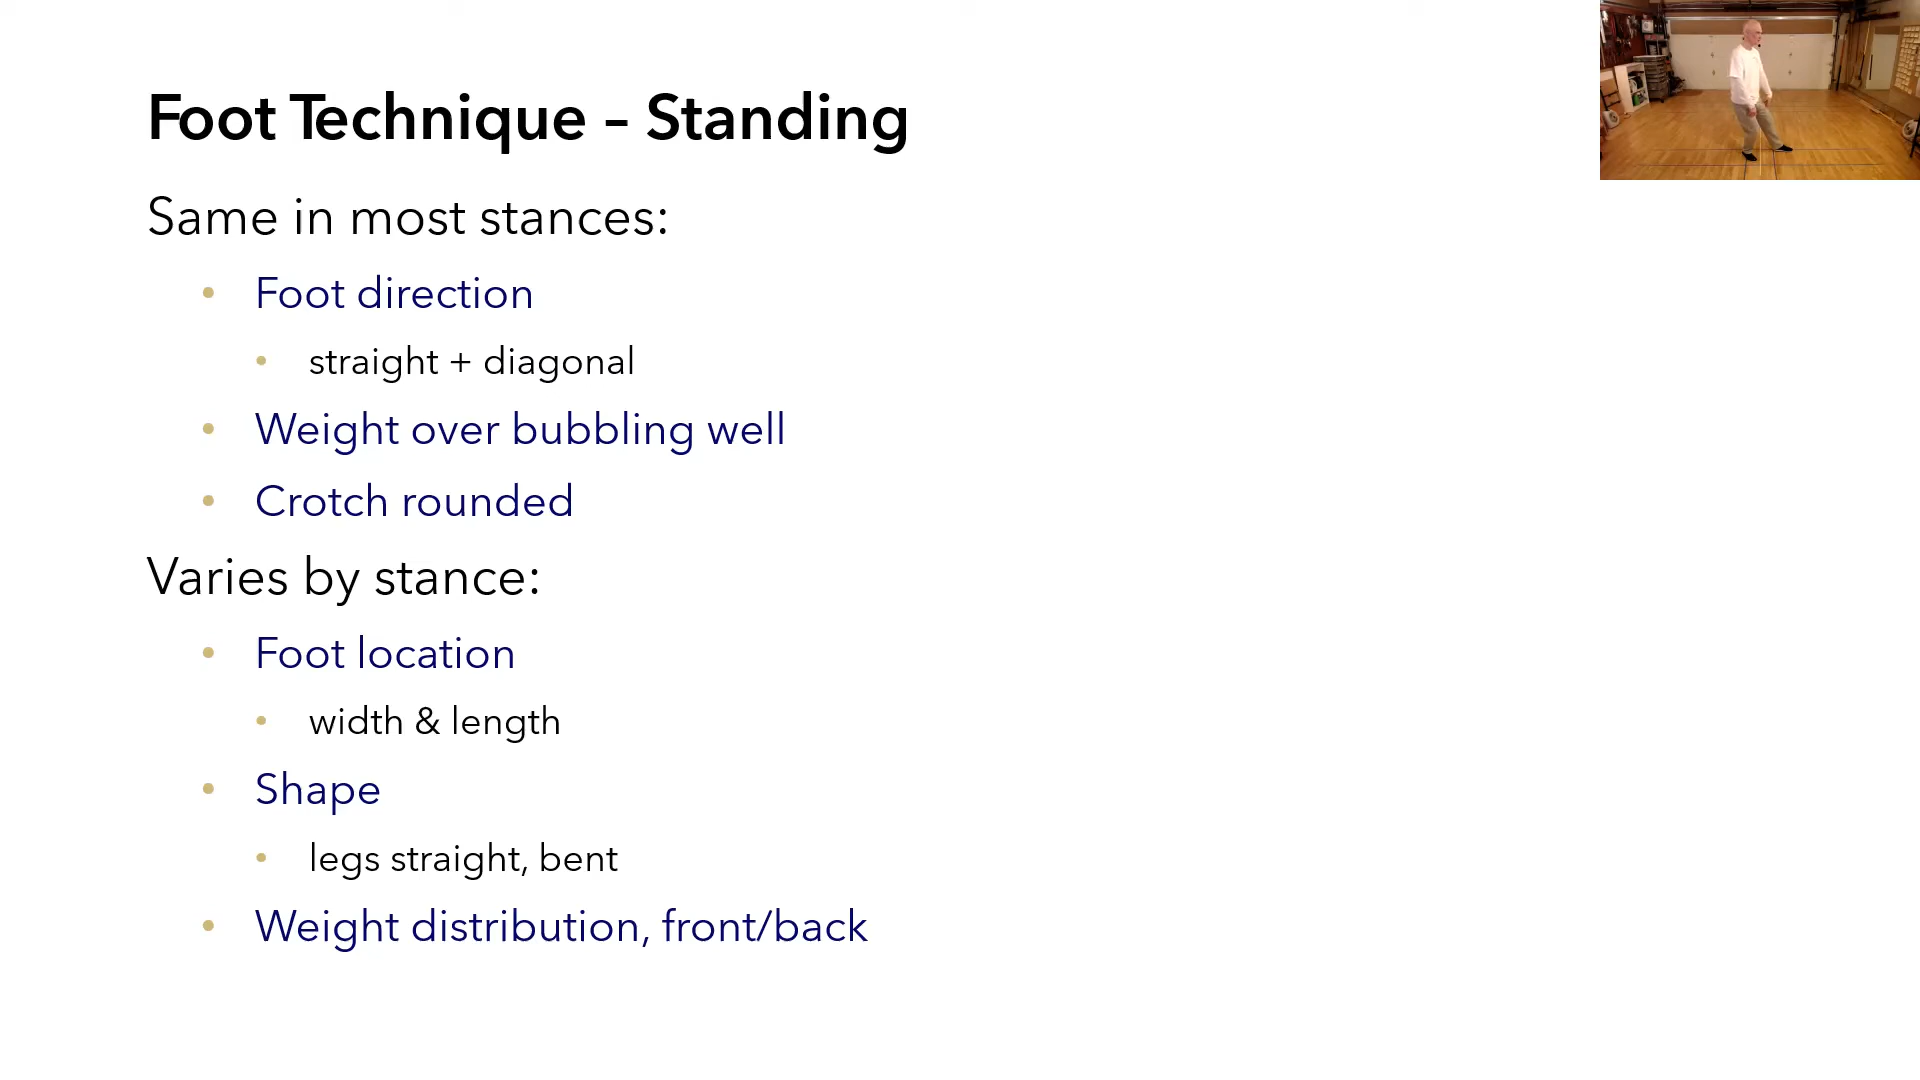 Foot Technique – Standing
Same in most stances:
• Foot direction
• straight + diagonal
• Weight over bubbling well
• Crotch rounded
Varies by stance:
• Foot location
• width & length
• Shape
• legs straight, bent
• Weight distribution, front/back